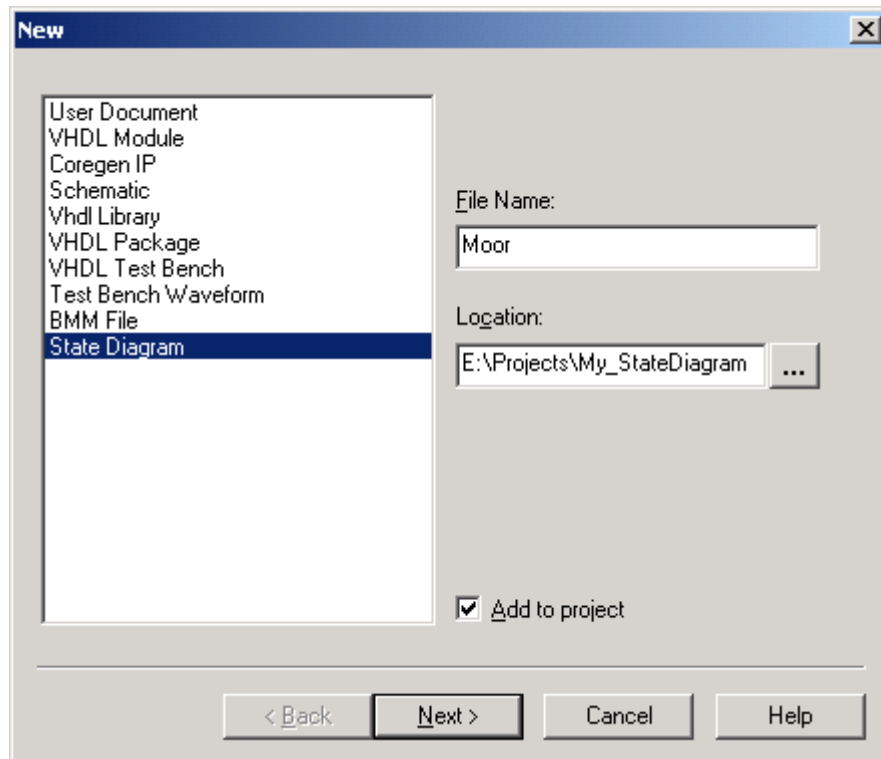 New
User Document
VHDL Module
Coregen IP
Schematic
Vhdl Library
VHDL Package
VHDL Test Bench
Test Bench Waveform
BMM File
State Diagram
File Name:
Moor
Location:
E:\Projects\My_StateDiagram
...
Add to project
< Back
Next >
Cancel
Help